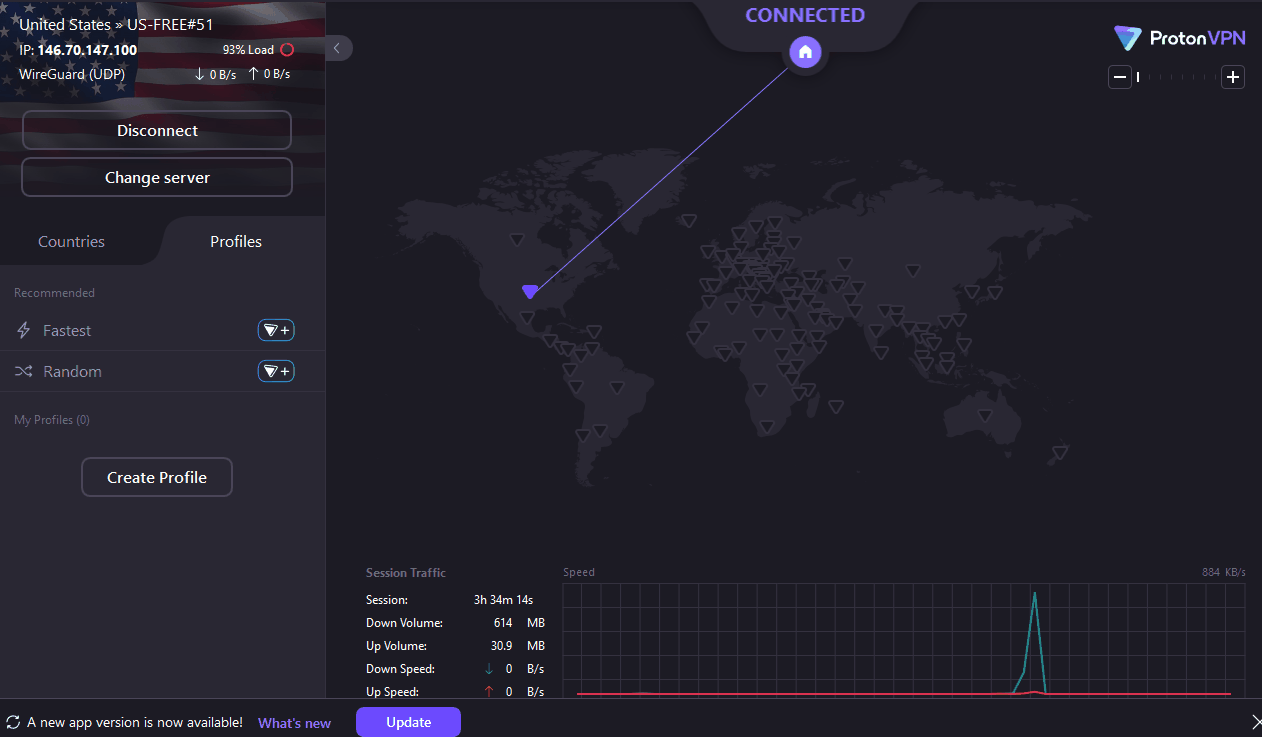 United States » US-FREE#51
IP: 146.70.147.100
93% Load
WireGuard (UDP)
↓ 0 B/s ↑ 0 B/s
Disconnect
Change server
Countries
Profiles
Recommended
Fastest
+
Random
+
My Profiles (0)
Create Profile
CONNECTED
ProtonVPN
Session Traffic
Session: 3h 34m 14s
Down Volume: 614 MB
Up Volume: 30.9 MB
Down Speed: ↓ 0 B/s
Up Speed: ↑ 0 B/s
Speed
884 KB/s
A new app version is now available! What's new
Update